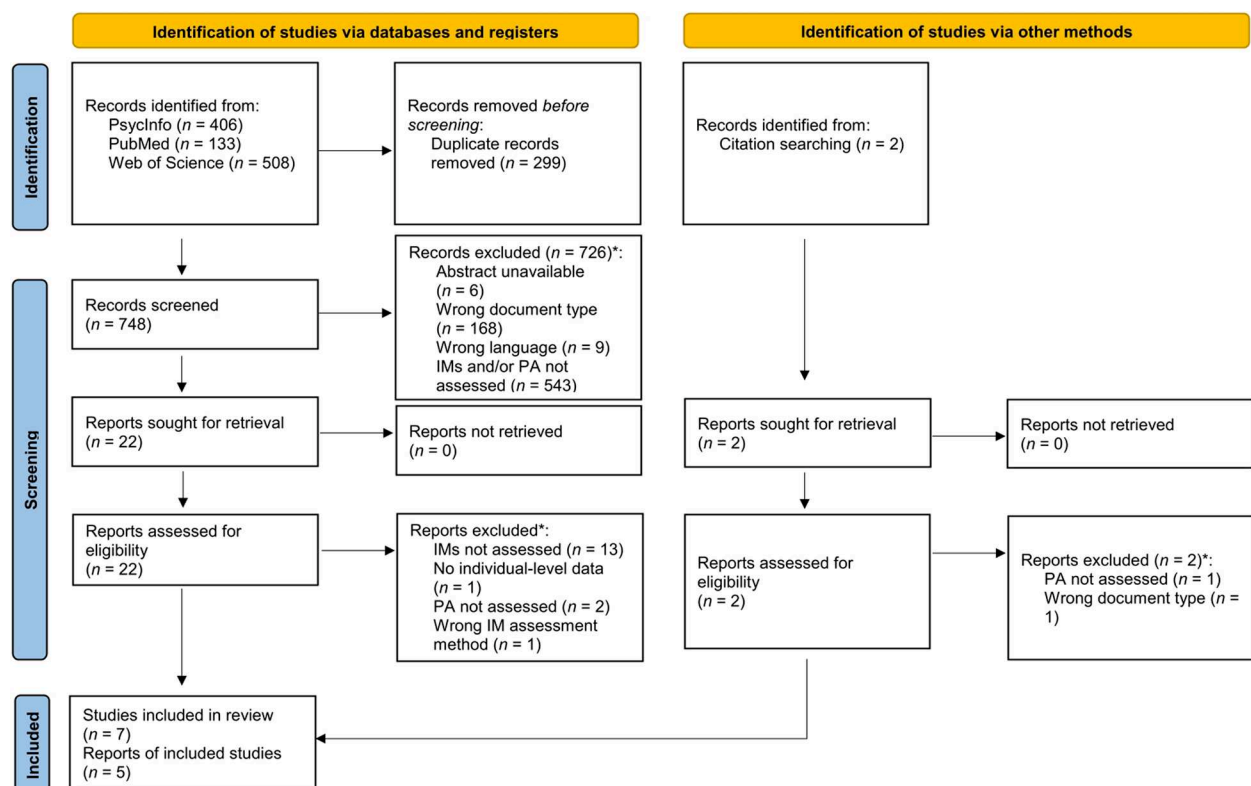 Identification of studies via databases and registers
Identification of studies via other methods
Identification
Records identified from:
PsycInfo (n = 406)
PubMed (n = 133)
Web of Science (n = 508)
Records removed before
screening:
Duplicate records
removed (n = 299)
Records identified from:
Citation searching (n = 2)
Screening
Records screened
(n = 748)
Records excluded (n = 726)*:
Abstract unavailable
(n = 6)
Wrong document type
(n = 168)
Wrong language (n = 9)
IMs and/or PA not
assessed (n = 543)
Reports sought for retrieval
(n = 22)
Reports not retrieved
(n = 0)
Reports sought for retrieval
(n = 2)
Reports not retrieved
(n = 0)
Reports assessed for
eligibility
(n = 22)
Reports excluded*:
IMs not assessed (n = 13)
No individual-level data
(n = 1)
PA not assessed (n = 2)
Wrong IM assessment
method (n = 1)
Reports assessed for
eligibility
(n = 2)
Reports excluded (n = 2)*:
PA not assessed (n = 1)
Wrong document type (n =
1)
Included
Studies included in review
(n = 7)
Reports of included studies
(n = 5)